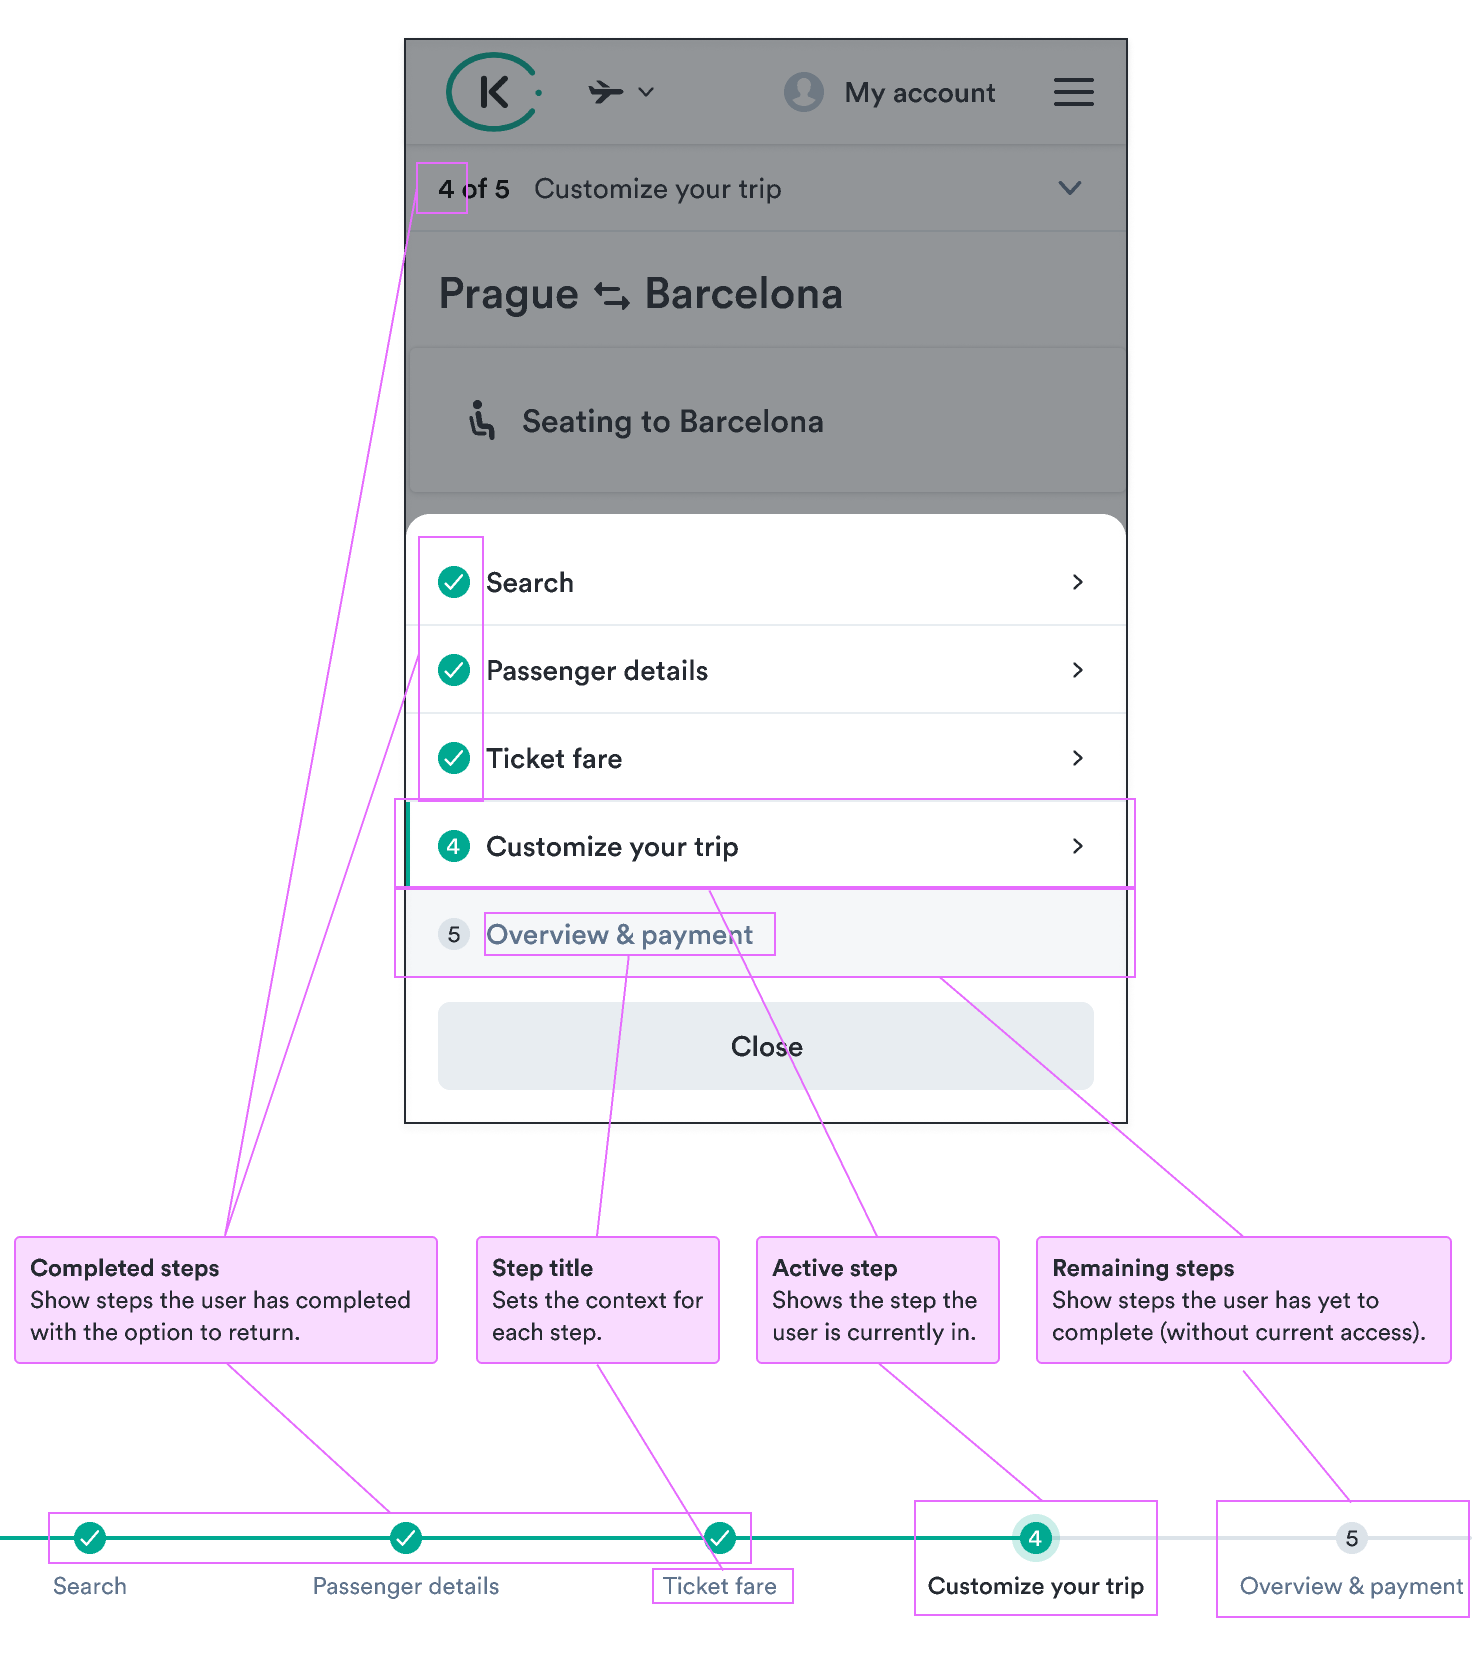 K My account
4 of 5 Customize your trip
Prague Barcelona
Seating to Barcelona
Search
Passenger details
Ticket fare
4 Customize your trip
5 Overview & payment
Close
Completed steps
Show steps the user has completed
with the option to return.
Step title
Sets the context for
each step.
Active step
Shows the step the
user is currently in.
Remaining steps
Show steps the user has yet to
complete (without current access).
4
5
Search
Passenger details
Ticket fare
Customize your trip
Overview & payment